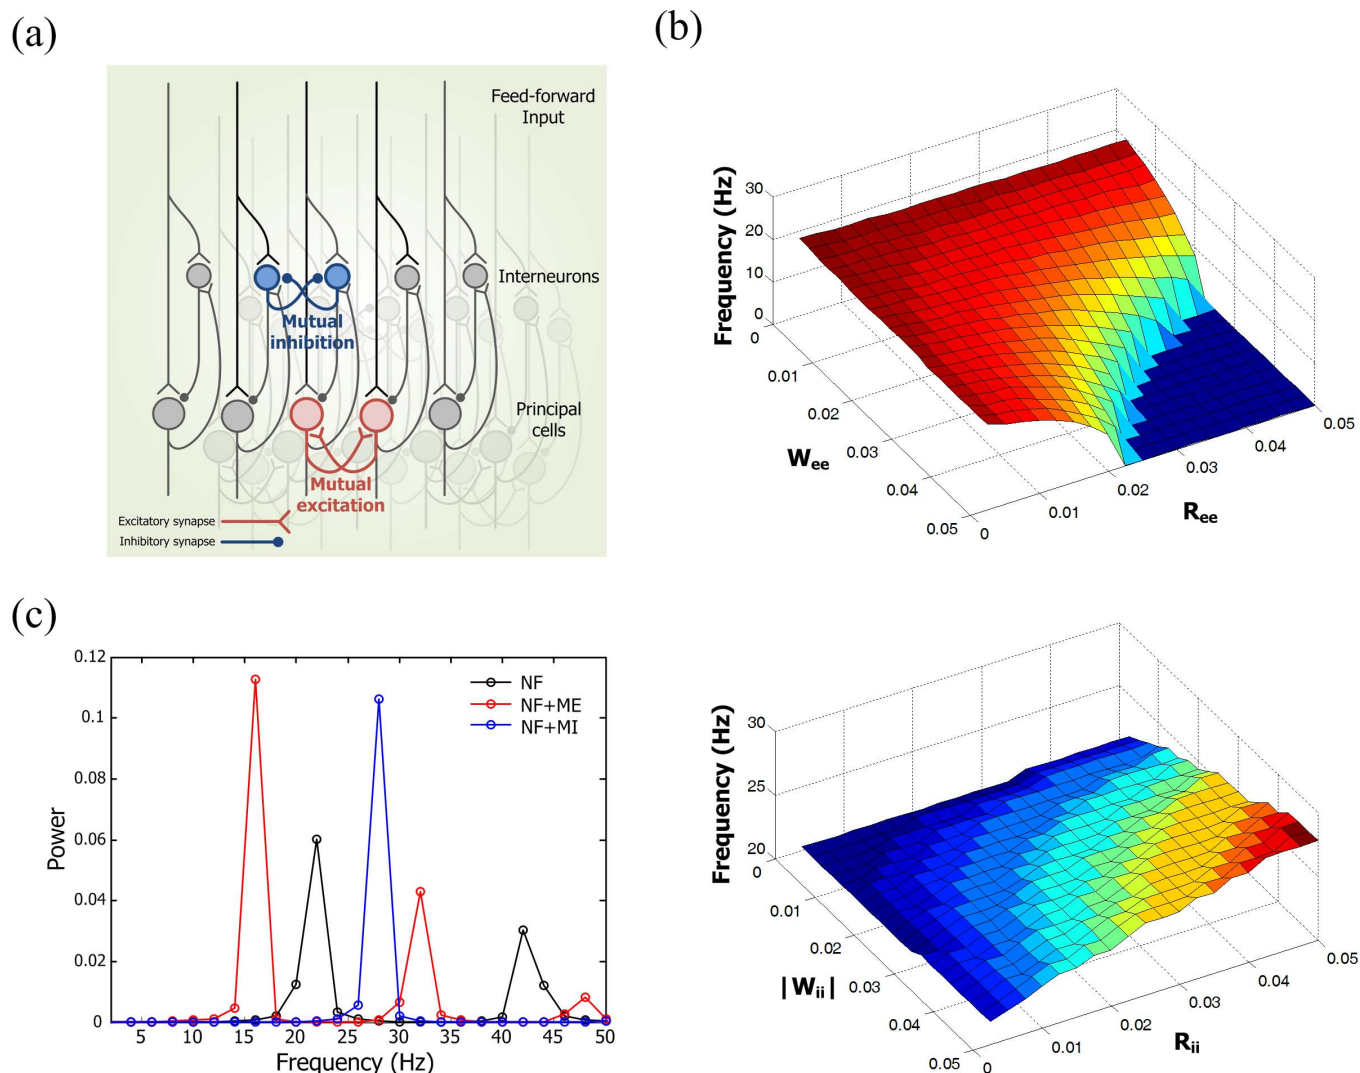 (a)
Feed-forward
Input
Interneurons
Mutual
inhibition
Principal
cells
Mutual
excitation
Excitatory synapse
Inhibitory synapse
(b)
Frequency (Hz)
30
20
10
0
0
0.01
0.02
0.03
0.04
0.05
W_ee
0
0.01
0.02
0.03
0.04
0.05
R_ee
Frequency (Hz)
30
25
20
0
0.01
0.02
0.03
0.04
0.05
|W_ii|
0
0.01
0.02
0.03
0.04
0.05
R_ii
(c)
Power
0.12
0.1
0.08
0.06
0.04
0.02
0
NF
NF+ME
NF+MI
5 10 15 20 25 30 35 40 45 50
Frequency (Hz)